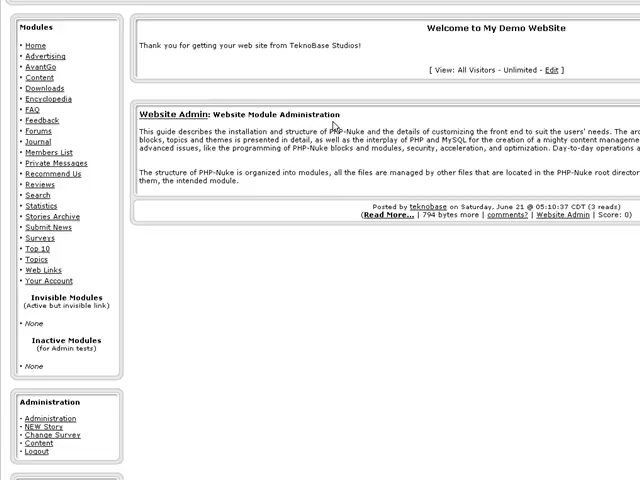 Modules
• Home
• Advertising
• AvantGo
• Content
• Downloads
• Encyclopedia
• FAQ
• Feedback
• Forums
• Journal
• Members List
• Private Messages
• Recommend Us
• Reviews
• Search
• Statistics
• Stories Archive
• Submit News
• Surveys
• Top 10
• Topics
• Web Links
• Your Account
Invisible Modules
(Active but invisible link)
• None
Inactive Modules
(for Admin tests)
• None
Administration
• Administration
• NEW Story
• Change Survey
• Content
• Logout
Welcome to My Demo WebSite
Thank you for getting your web site from TeknoBase Studios!
[ View: All Visitors - Unlimited - Edit ]
Website Admin: Website Module Administration
This guide describes the installation and structure of PHP-Nuke and the details of customizing the front end to suit the users' needs. The arc
blocks, topics and themes is presented in detail, as well as the interplay of PHP and MySQL for the creation of a mighty content manageme
advanced issues, like the programming of PHP-Nuke blocks and modules, security, acceleration, and optimization. Day-to-day operations a
The structure of PHP-Nuke is organized into modules, all the files are managed by other files that are located in the PHP-Nuke root director
them, the intended module.
Posted by teknobase on Saturday, June 21 @ 05:10:37 CDT (3 reads)
(Read More... | 794 bytes more | comments? | Website Admin | Score: 0)